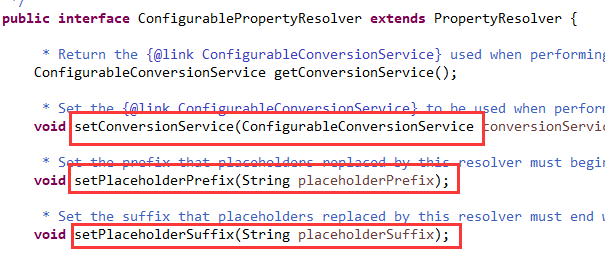 */
public interface ConfigurablePropertyResolver extends PropertyResolver {
* Return the {@link ConfigurableConversionService} used when performing
ConfigurableConversionService getConversionService();
* Set the {@link ConfigurableConversionService} to be used when perfor
void setConversionService(ConfigurableConversionService conversionServic
* Set the prefix that placeholders replaced by this resolver must begin
void setPlaceholderPrefix(String placeholderPrefix);
* Set the suffix that placeholders replaced by this resolver must end w
void setPlaceholderSuffix(String placeholderSuffix);